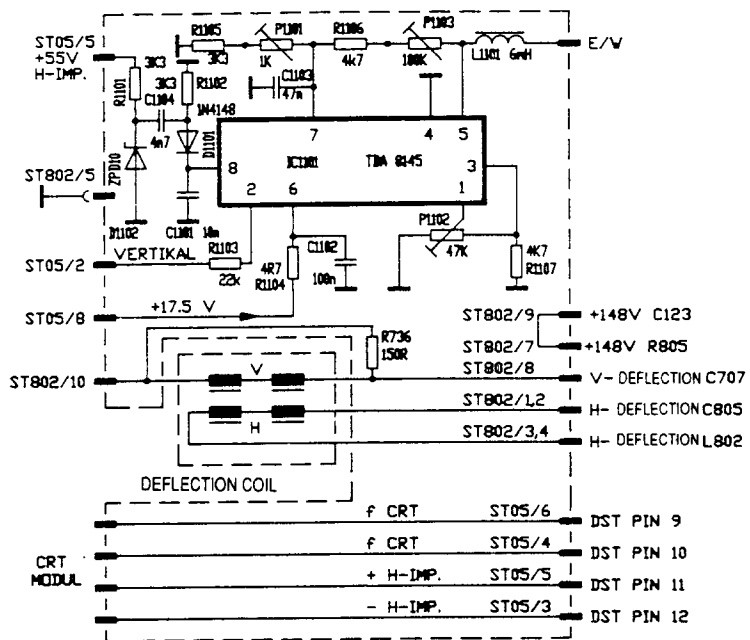 ST05/5
+55V
H-IMP.
R1105
3K3
P1101
1K
R1106
4k7
P1103
100K
L1101 6mH
E/W
3K3
R1101
C1104
4n7
3K3
R1102
1N4148
D1101
C1103
47n
7
4
5
IC1101
TDA 8145
8
3
2
6
1
ST802/5
ZPD10
D1102
C1101 10n
P1102
47K
ST05/2
VERTIKAL
R1103
22k
4R7
R1104
C1102
100n
4K7
R1107
ST05/8
+17.5 V
ST802/9
+148V C123
ST802/7
+148V R805
R736
150R
ST802/10
V
ST802/8
V- DEFLECTION C707
ST802/1,2
H- DEFLECTION C805
H
ST802/3,4
H- DEFLECTION L802
DEFLECTION COIL
f CRT
ST05/6
DST PIN 9
f CRT
ST05/4
DST PIN 10
CRT
MODUL
+ H-IMP.
ST05/5
DST PIN 11
- H-IMP.
ST05/3
DST PIN 12